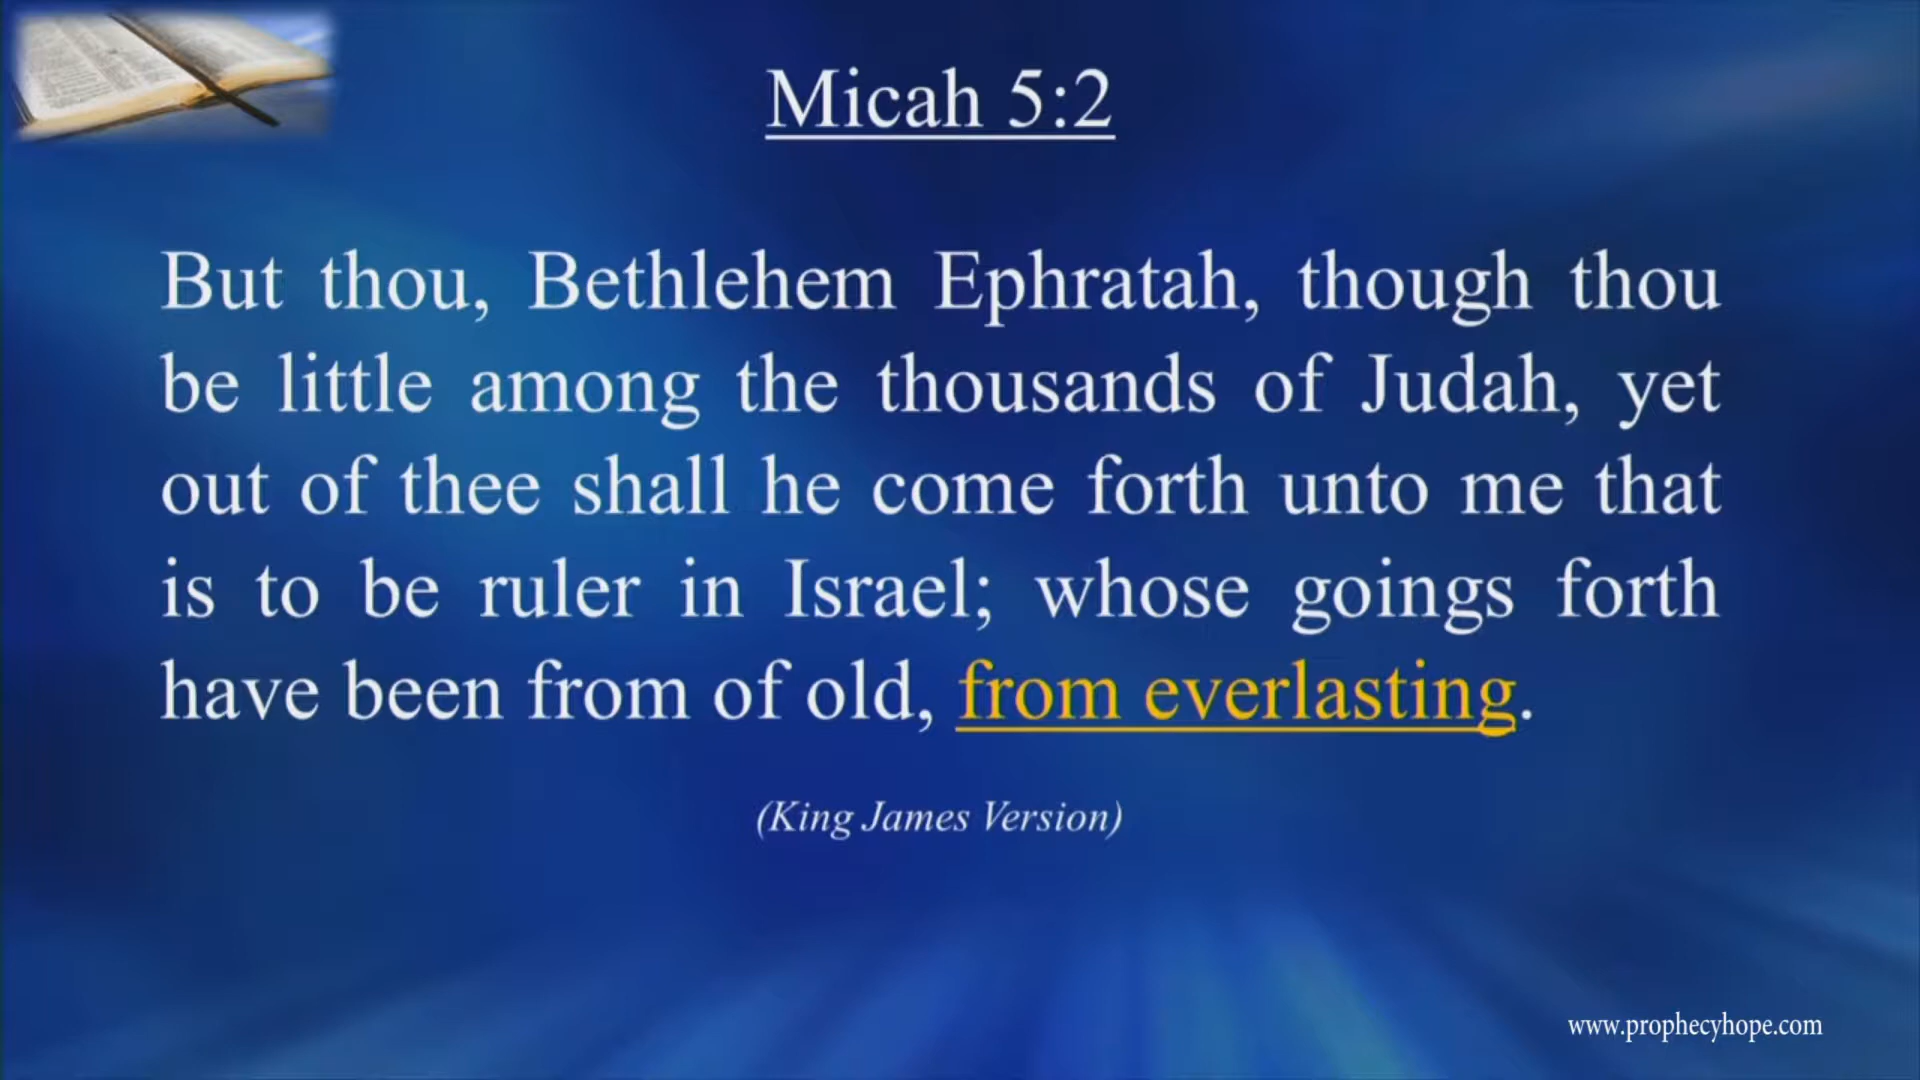 Micah 5:2
But thou, Bethlehem Ephratah, though thou
be little among the thousands of Judah, yet
out of thee shall he come forth unto me that
is to be ruler in Israel; whose goings forth
have been from of old, from everlasting.
(King James Version)
www.prophecyhope.com